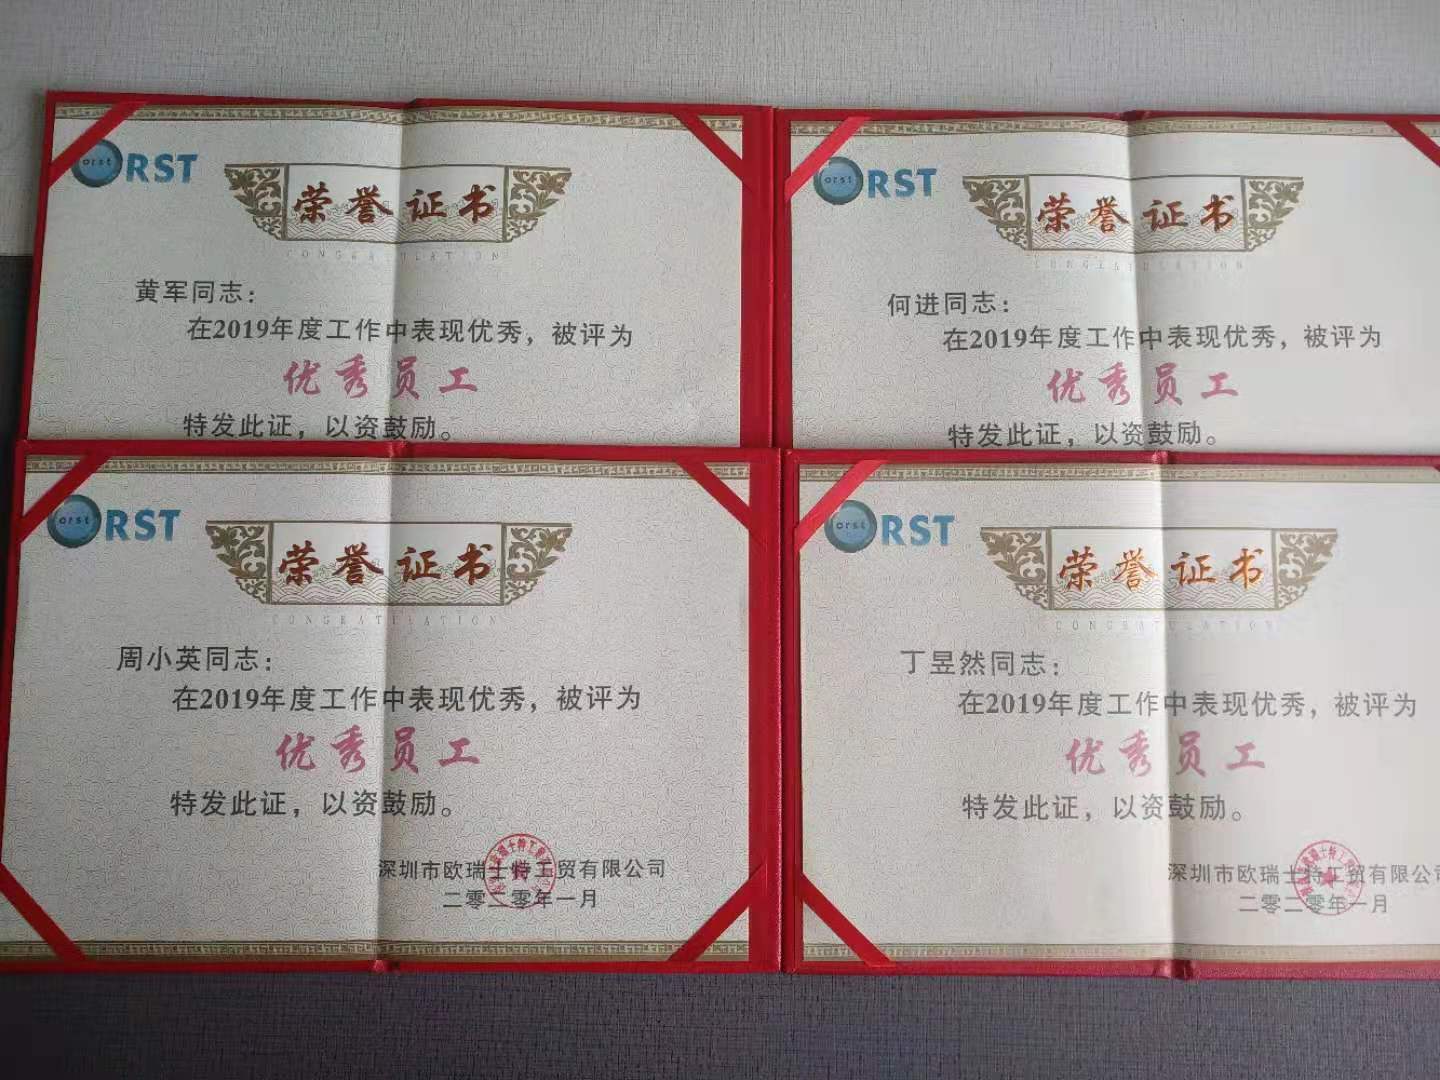 orst ORST
荣誉证书
CONGRATULATION
黄军同志：
在2019年度工作中表现优秀，被评为
优秀员工
特发此证，以资鼓励。
orst ORST
荣誉证书
CONGRATULATION
何进同志：
在2019年度工作中表现优秀，被评为
优秀员工
特发此证，以资鼓励。
orst ORST
荣誉证书
CONGRATULATION
周小英同志：
在2019年度工作中表现优秀，被评为
优秀员工
特发此证，以资鼓励。
深圳市欧瑞士特工贸有限公司
二零二零年一月
orst ORST
荣誉证书
CONGRATULATION
丁昱然同志：
在2019年度工作中表现优秀，被评为
优秀员工
特发此证，以资鼓励。
深圳市欧瑞士特工贸有限公
二零二零年一月